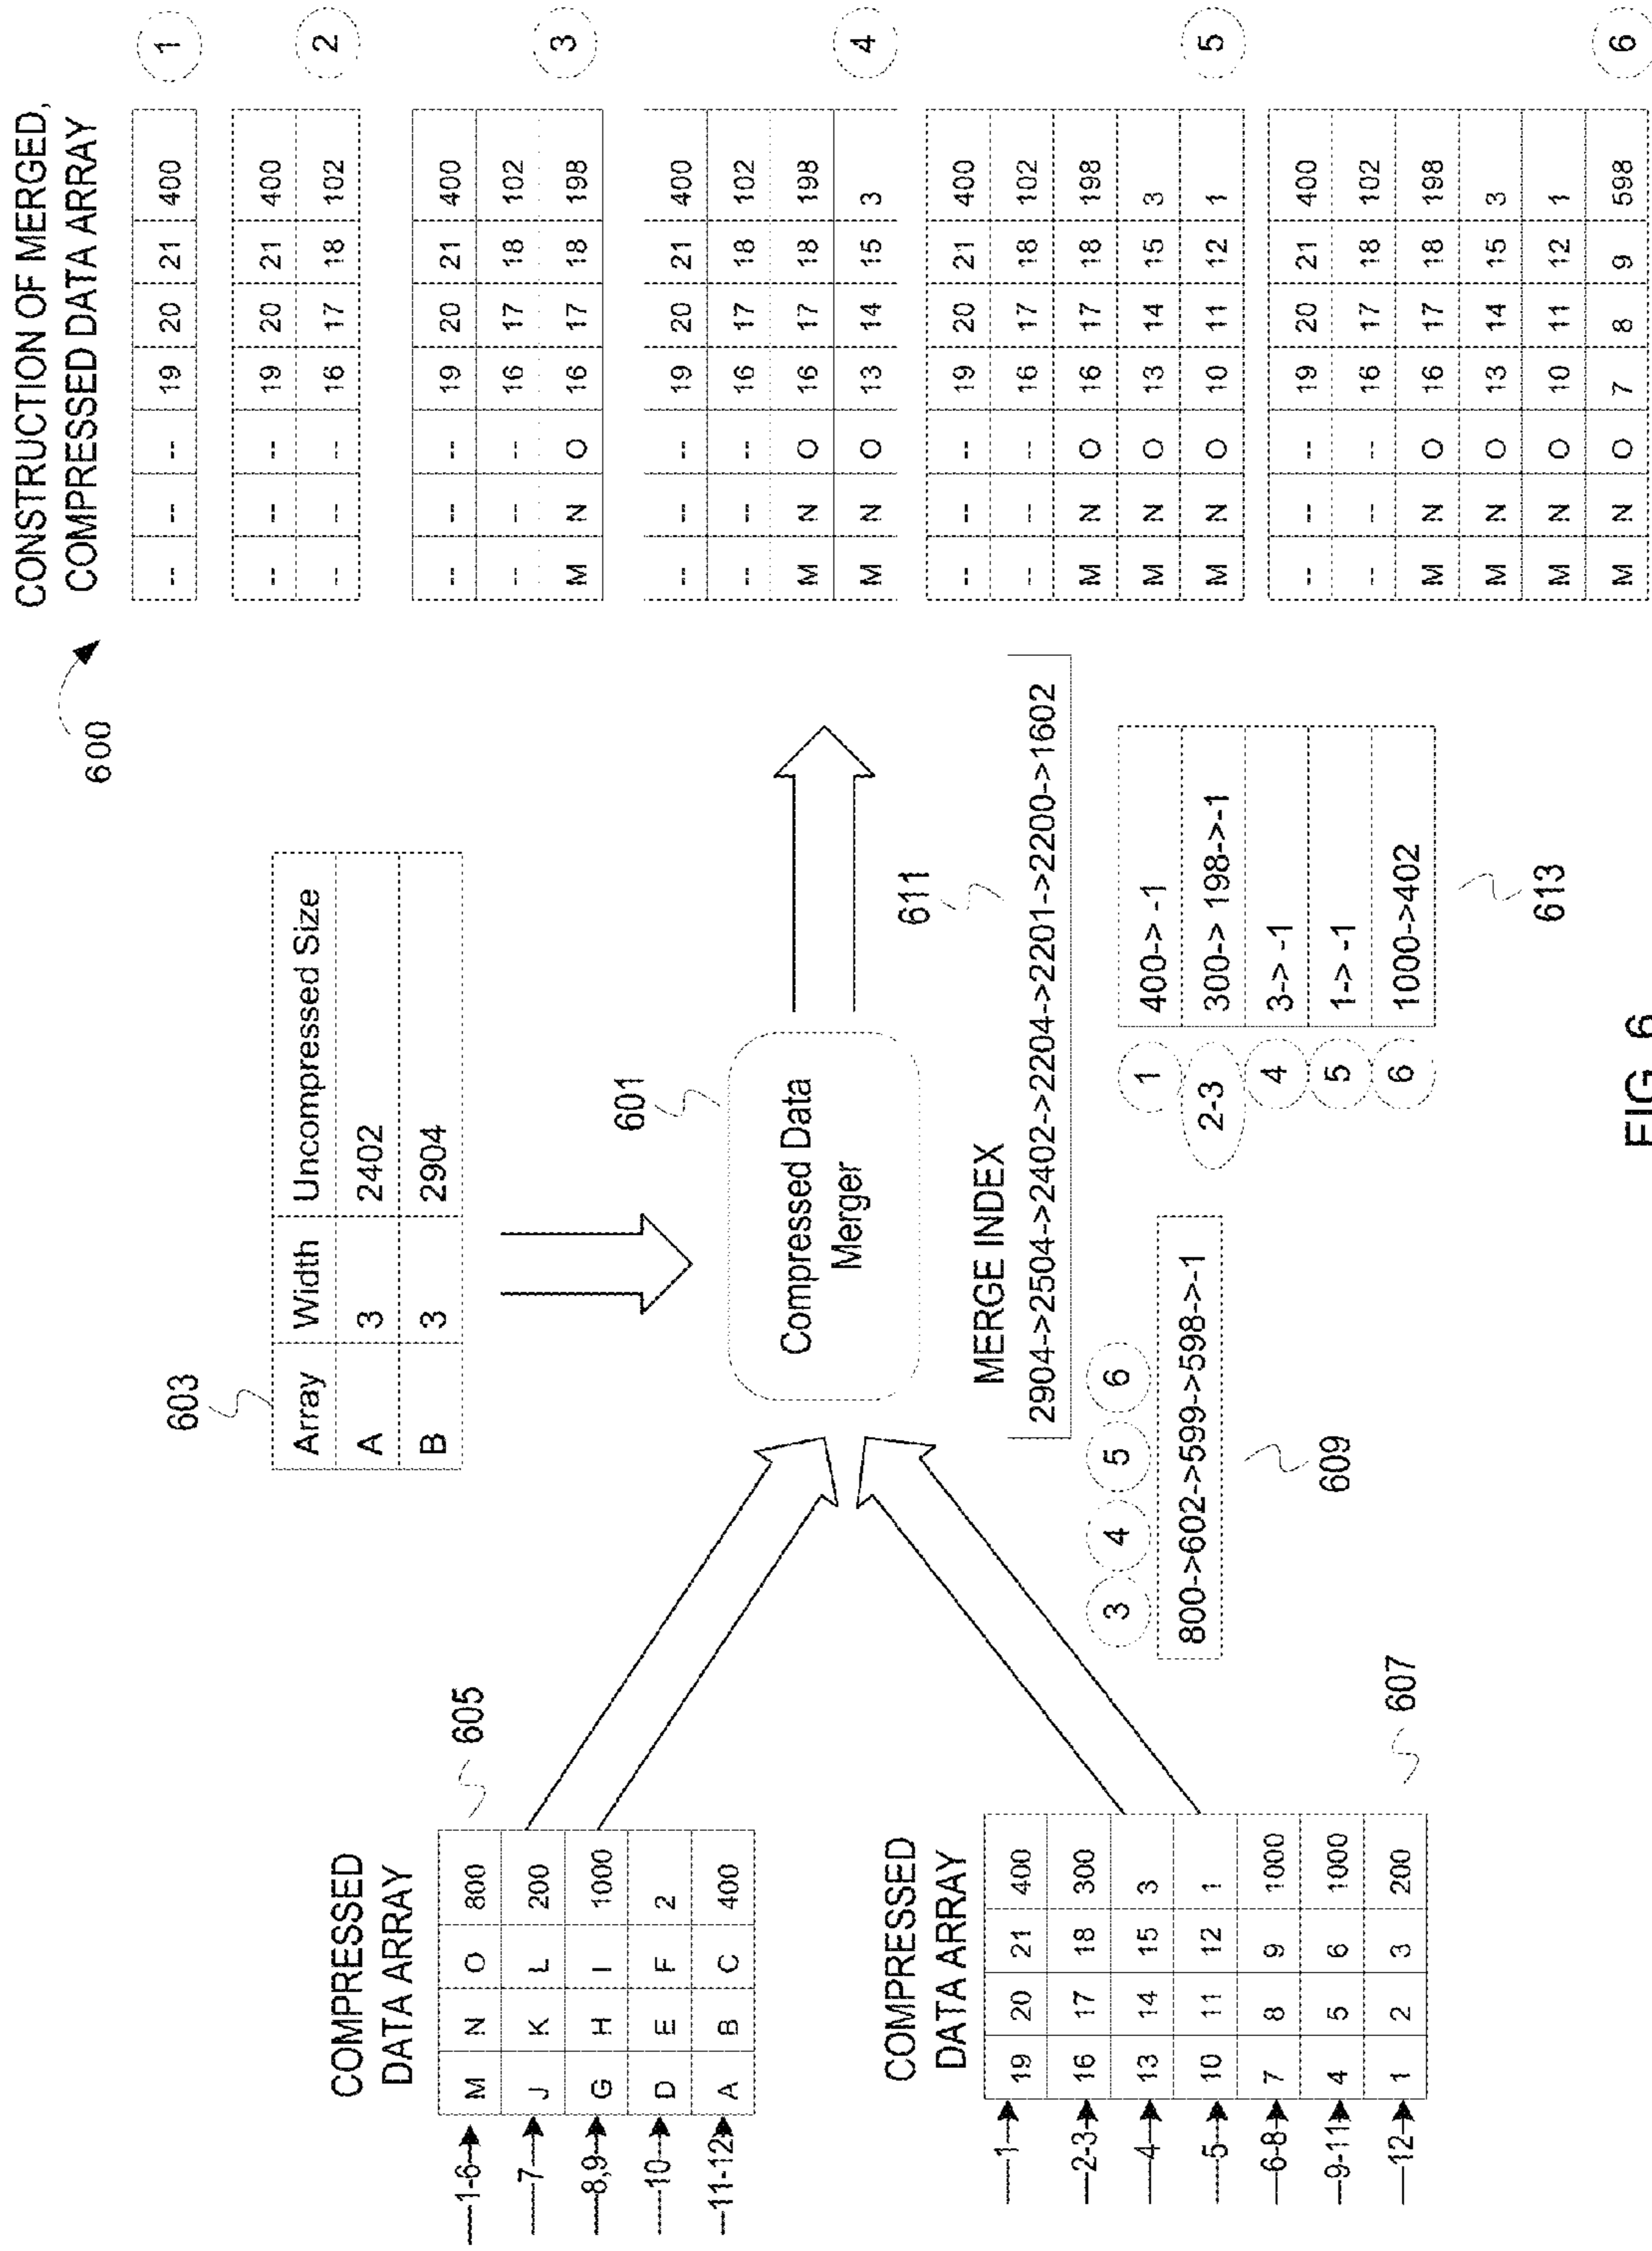 CONSTRUCTION OF MERGED,
COMPRESSED DATA ARRAY
600
603
Array Width Uncompressed Size
A 3 2402
B 3 2904
601
Compressed Data
Merger
COMPRESSED
DATA ARRAY
605
1-6 M N O 800
7 J K L 200
8,9 G H I 1000
10 D E F 2
11-12 A B C 400
COMPRESSED
DATA ARRAY
1 19 20 21 400
2-3 16 17 18 300
4 13 14 15 3
5 10 11 12 1
6-8 7 8 9 1000
9-11 4 5 6 1000
12 1 2 3 200
607
MERGE INDEX
611
2904->2504->2402->2204->2201->2200->1602
3 4 5 6
800->602->599->598->-1
609
1 400-> -1
2-3 300-> 198->-1
4 3-> -1
5 1-> -1
6 1000->402
613
-- -- -- 19 20 21 400
1
-- -- -- 19 20 21 400
-- -- -- 16 17 18 102
2
-- -- -- 19 20 21 400
-- -- -- 16 17 18 102
M N O 16 17 18 198
3
-- -- -- 19 20 21 400
-- -- -- 16 17 18 102
M N O 16 17 18 198
M N O 13 14 15 3
4
-- -- -- 19 20 21 400
-- -- -- 16 17 18 102
M N O 16 17 18 198
M N O 13 14 15 3
M N O 10 11 12 1
5
-- -- -- 19 20 21 400
-- -- -- 16 17 18 102
M N O 16 17 18 198
M N O 13 14 15 3
M N O 10 11 12 1
M N O 7 8 9 598
6
FIG. 6